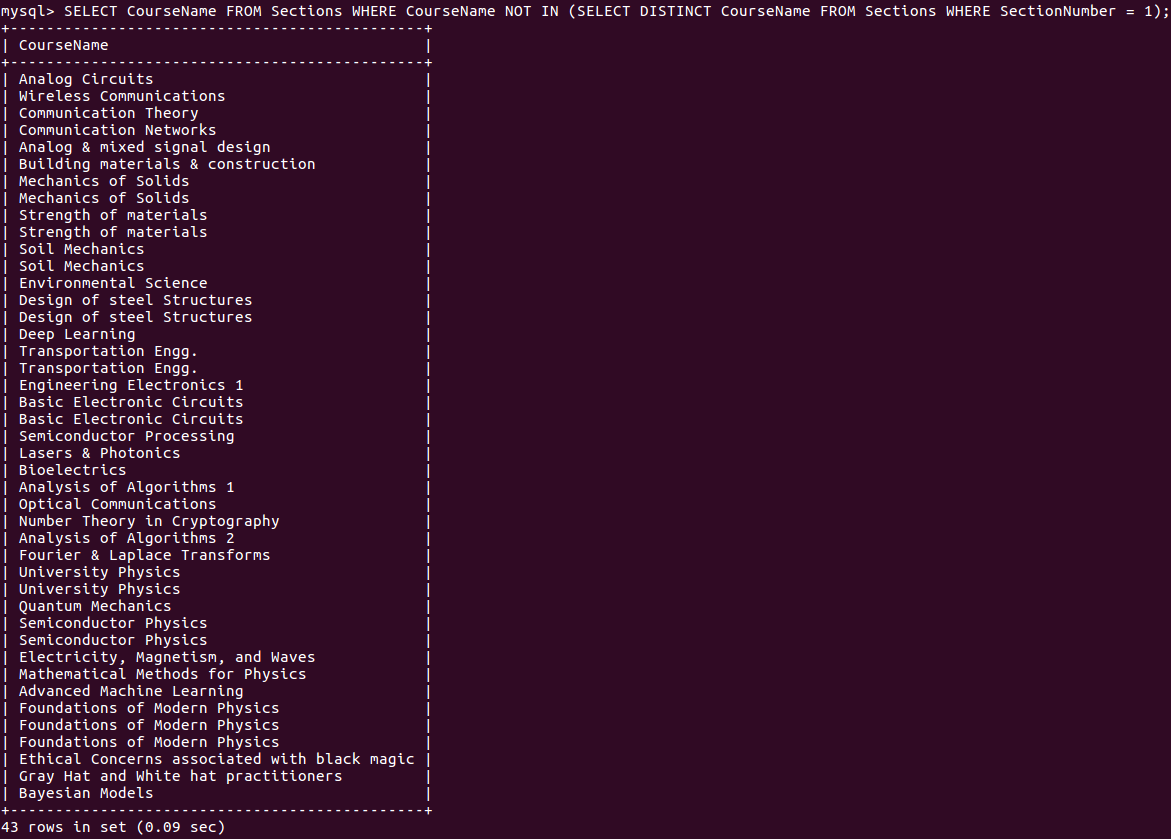 mysql> SELECT CourseName FROM Sections WHERE CourseName NOT IN (SELECT DISTINCT CourseName FROM Sections WHERE SectionNumber = 1);
+----------------------------------------------+
| CourseName                                   |
+----------------------------------------------+
| Analog Circuits                              |
| Wireless Communications                      |
| Communication Theory                         |
| Communication Networks                       |
| Analog & mixed signal design                 |
| Building materials & construction            |
| Mechanics of Solids                          |
| Mechanics of Solids                          |
| Strength of materials                        |
| Strength of materials                        |
| Soil Mechanics                               |
| Soil Mechanics                               |
| Environmental Science                        |
| Design of steel Structures                   |
| Design of steel Structures                   |
| Deep Learning                                |
| Transportation Engg.                         |
| Transportation Engg.                         |
| Engineering Electronics 1                    |
| Basic Electronic Circuits                    |
| Basic Electronic Circuits                    |
| Semiconductor Processing                     |
| Lasers & Photonics                           |
| Bioelectrics                                 |
| Analysis of Algorithms 1                     |
| Optical Communications                       |
| Number Theory in Cryptography                |
| Analysis of Algorithms 2                     |
| Fourier & Laplace Transforms                 |
| University Physics                           |
| University Physics                           |
| Quantum Mechanics                            |
| Semiconductor Physics                        |
| Semiconductor Physics                        |
| Electricity, Magnetism, and Waves            |
| Mathematical Methods for Physics             |
| Advanced Machine Learning                    |
| Foundations of Modern Physics                |
| Foundations of Modern Physics                |
| Foundations of Modern Physics                |
| Ethical Concerns associated with black magic |
| Gray Hat and White hat practitioners         |
| Bayesian Models                              |
+----------------------------------------------+
43 rows in set (0.09 sec)